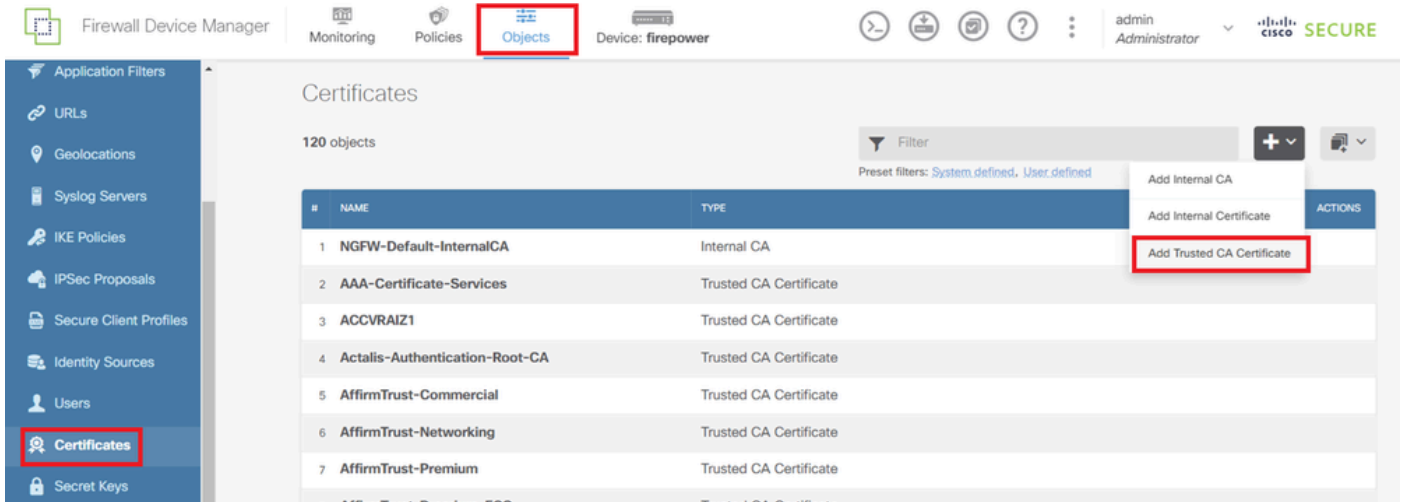 Firewall Device Manager
Monitoring
Policies
Objects
Device: firepower
admin
Administrator
CISCO SECURE
Application Filters
URLs
Geolocations
Syslog Servers
IKE Policies
IPSec Proposals
Secure Client Profiles
Identity Sources
Users
Certificates
Secret Keys
Certificates
120 objects
Filter
Preset filters: System defined, User defined
Add Internal CA
Add Internal Certificate
Add Trusted CA Certificate
# NAME TYPE ACTIONS
1 NGFW-Default-InternalCA Internal CA
2 AAA-Certificate-Services Trusted CA Certificate
3 ACCVRAIZ1 Trusted CA Certificate
4 Actalis-Authentication-Root-CA Trusted CA Certificate
5 AffirmTrust-Commercial Trusted CA Certificate
6 AffirmTrust-Networking Trusted CA Certificate
7 AffirmTrust-Premium Trusted CA Certificate